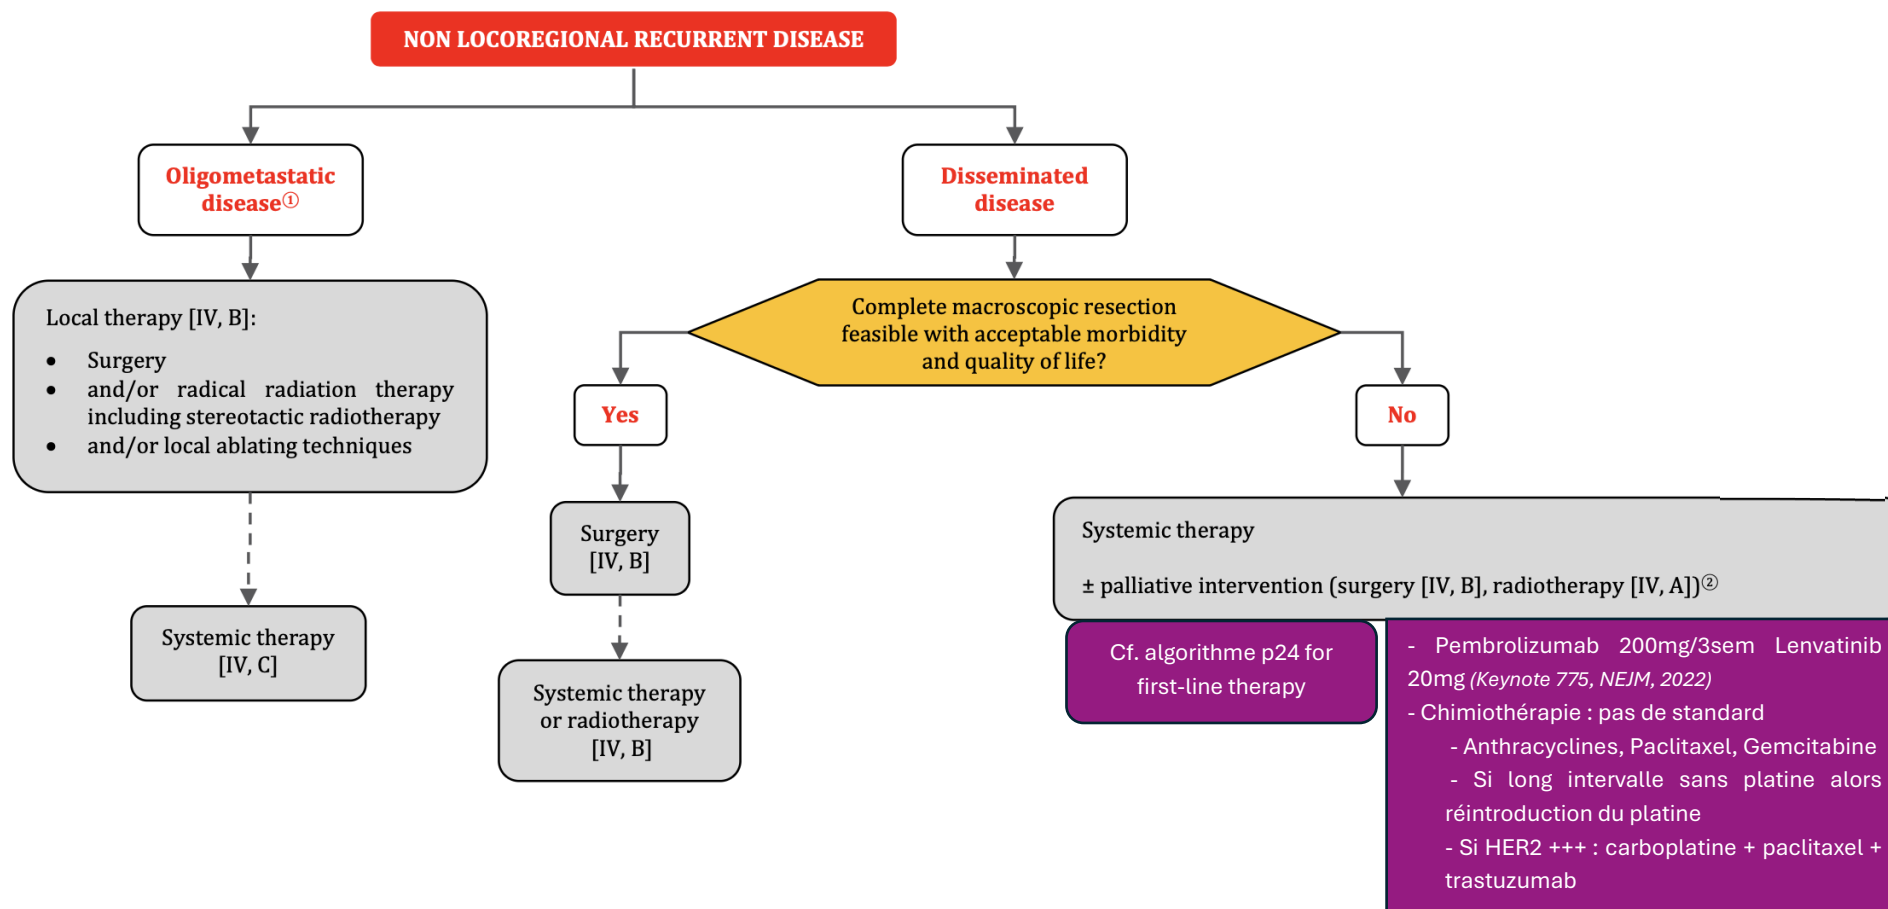 NON LOCOREGIONAL RECURRENT DISEASE
Oligometastatic
disease①
Disseminated
disease
Local therapy [IV, B]:
• Surgery
• and/or radical radiation therapy
including stereotactic radiotherapy
• and/or local ablating techniques
Complete macroscopic resection
feasible with acceptable morbidity
and quality of life?
Yes
No
Surgery
[IV, B]
Systemic therapy
± palliative intervention (surgery [IV, B], radiotherapy [IV, A])②
Systemic therapy
[IV, C]
Systemic therapy
or radiotherapy
[IV, B]
Cf. algorithme p24 for
first-line therapy
- Pembrolizumab 200mg/3sem Lenvatinib
20mg (Keynote 775, NEJM, 2022)
- Chimiothérapie : pas de standard
- Anthracyclines, Paclitaxel, Gemcitabine
- Si long intervalle sans platine alors
réintroduction du platine
- Si HER2 +++ : carboplatine + paclitaxel +
trastuzumab